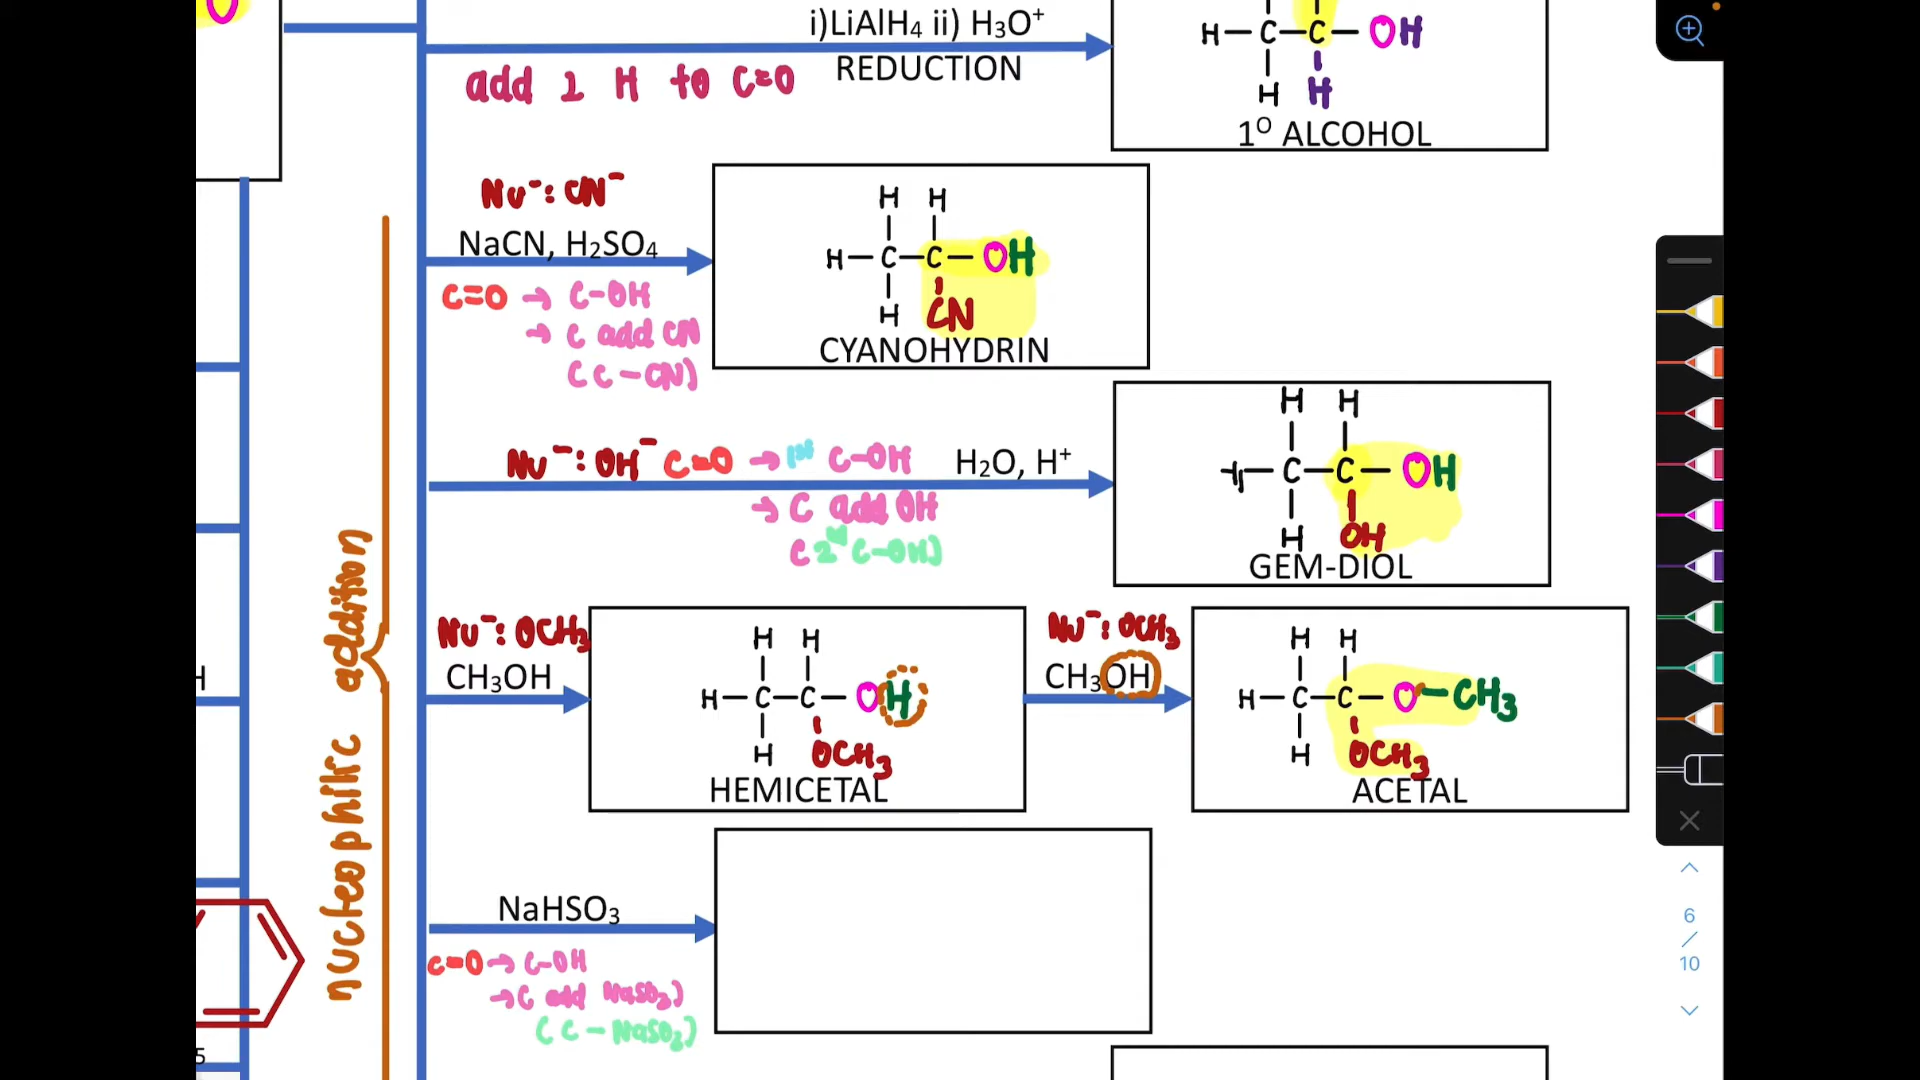 i)LiAlH₄ ii) H₃O⁺
add 2 H to C=O
REDUCTION
H—C—C—OH
H H
1° ALCOHOL
Nu⁻: CN⁻
NaCN, H₂SO₄
C=O → C-OH
→ C add CN
(C-CN)
H H
H—C—C—OH
H CN
CYANOHYDRIN
Nu⁻: OH⁻ C=O → 1st C-OH
H₂O, H⁺
→ C add OH
(2nd C-OH)
H H
H—C—C—OH
H OH
GEM-DIOL
nucleophilic addition
Nu⁻: OCH₃
CH₃OH
H H
H—C—C—OH
H OCH₃
HEMICETAL
Nu⁻: OCH₃
CH₃OH
H H
H—C—C—O—CH₃
H OCH₃
ACETAL
H
NaHSO₃
C=O → C-OH
→ C add NaSO₃)
(C-NaSO₃)
5
6
/
10